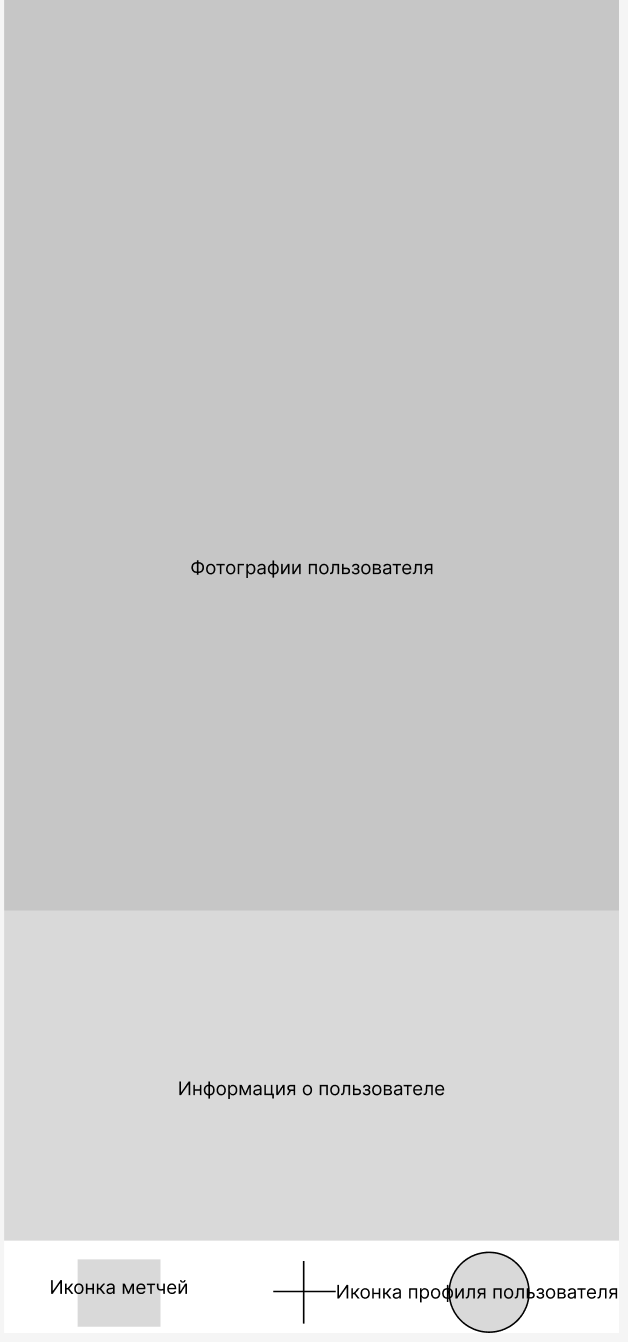 Фотографии пользователя
Информация о пользователе
Иконка метчей
Иконка профиля пользователя